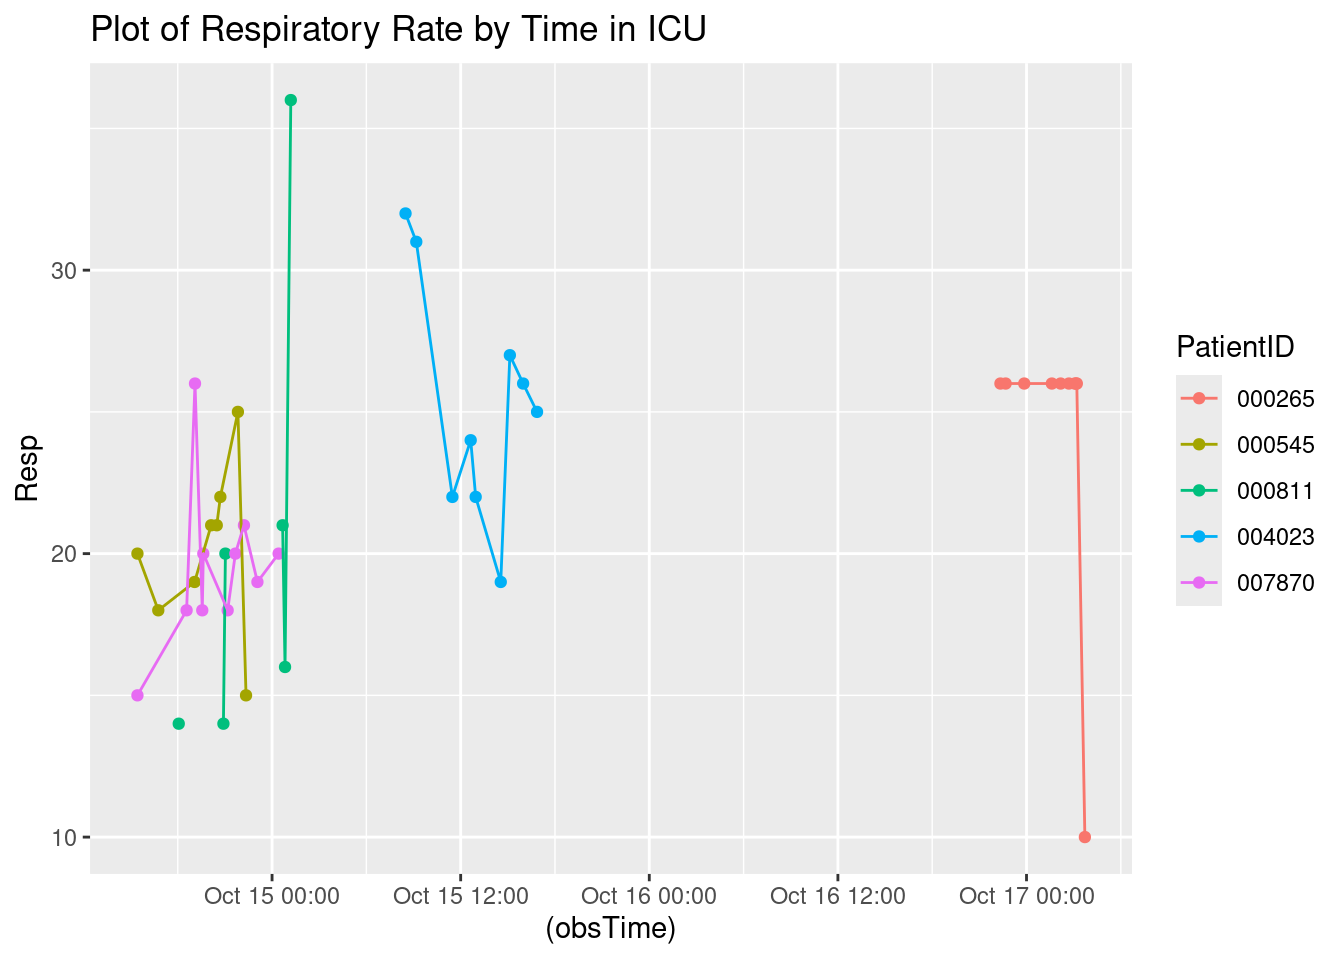 Plot of Respiratory Rate by Time in ICU
Resp
30
20
10
Oct 15 00:00
Oct 15 12:00
Oct 16 00:00
Oct 16 12:00
Oct 17 00:00
(obsTime)
PatientID
000265
000545
000811
004023
007870